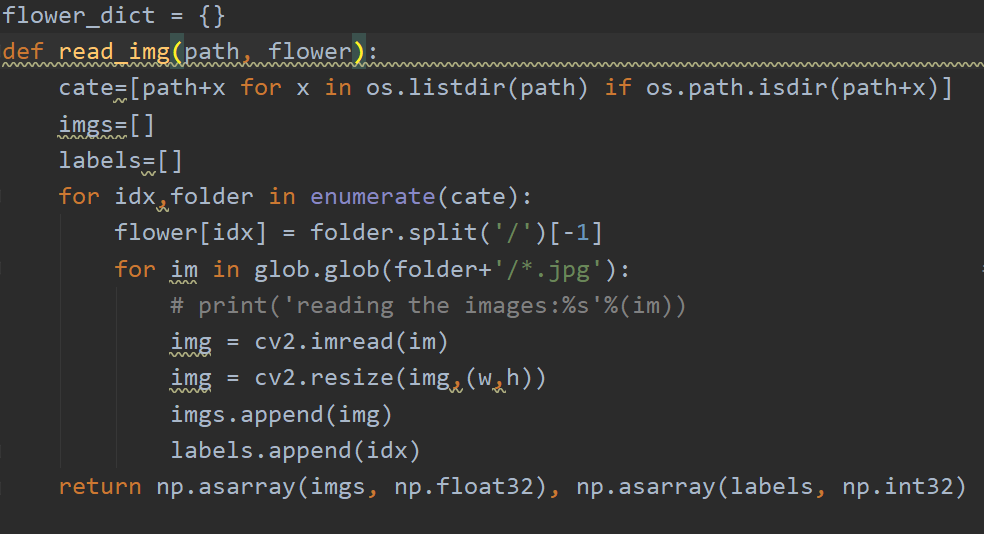 flower_dict = {}
def read_img(path, flower):
    cate=[path+x for x in os.listdir(path) if os.path.isdir(path+x)]
    imgs=[]
    labels=[]
    for idx,folder in enumerate(cate):
        flower[idx] = folder.split('/')[-1]
        for im in glob.glob(folder+'/*.jpg'):
            # print('reading the images:%s'%(im))
            img = cv2.imread(im)
            img = cv2.resize(img,(w,h))
            imgs.append(img)
            labels.append(idx)
    return np.asarray(imgs, np.float32), np.asarray(labels, np.int32)